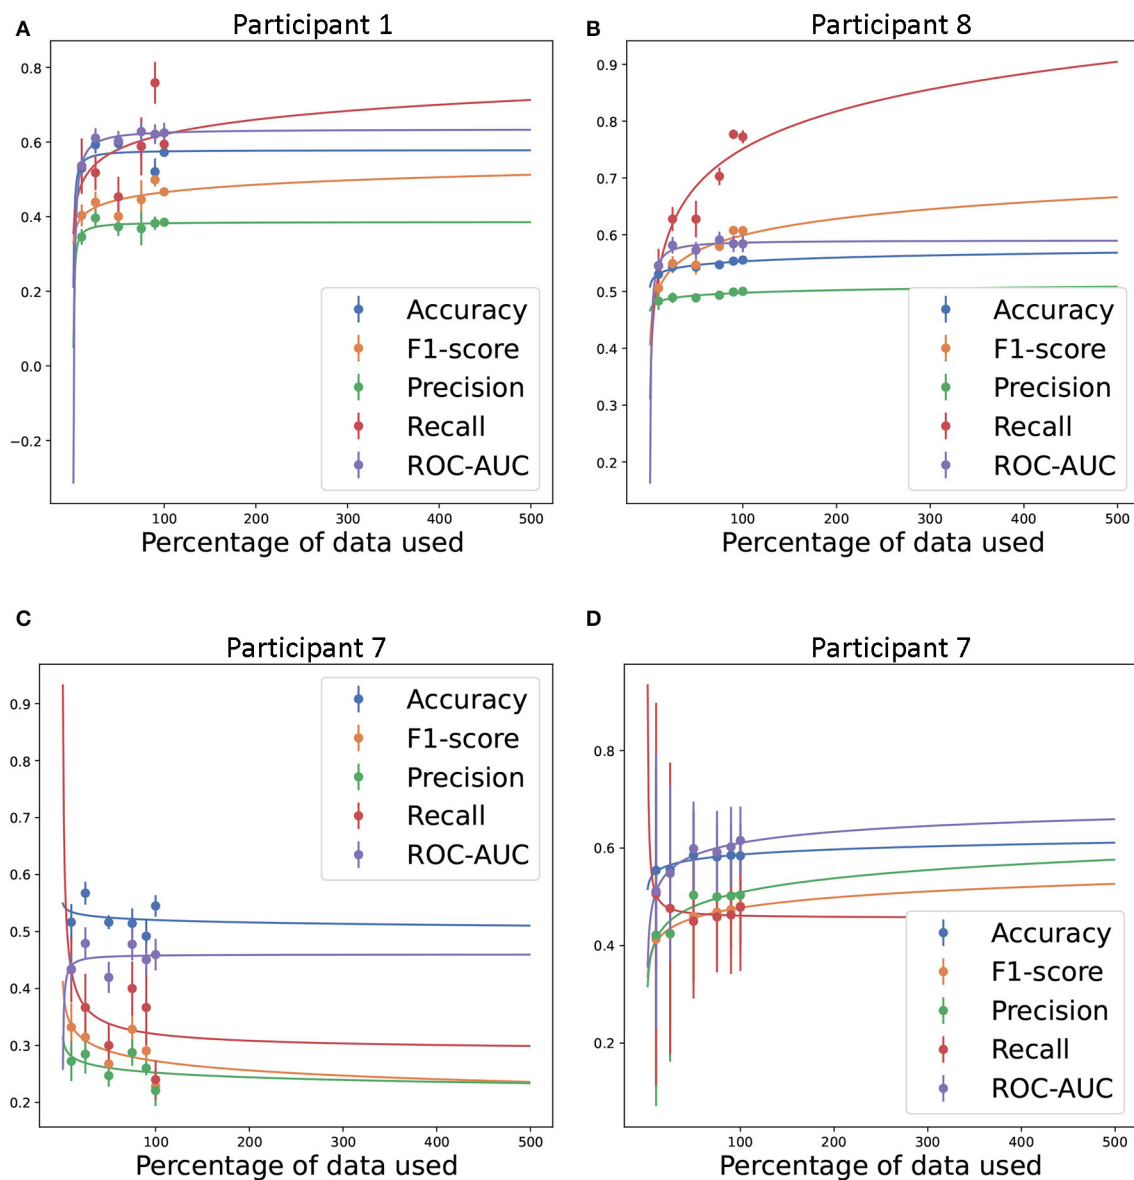 A
Participant 1
0.8
0.6
0.4
0.2
0.0
−0.2
Accuracy
F1-score
Precision
Recall
ROC-AUC
100
200
300
400
500
Percentage of data used
B
Participant 8
0.9
0.8
0.7
0.6
0.5
0.4
0.3
0.2
Accuracy
F1-score
Precision
Recall
ROC-AUC
100
200
300
400
500
Percentage of data used
C
Participant 7
0.9
0.8
0.7
0.6
0.5
0.4
0.3
0.2
Accuracy
F1-score
Precision
Recall
ROC-AUC
100
200
300
400
500
Percentage of data used
D
Participant 7
0.8
0.6
0.4
0.2
Accuracy
F1-score
Precision
Recall
ROC-AUC
100
200
300
400
500
Percentage of data used